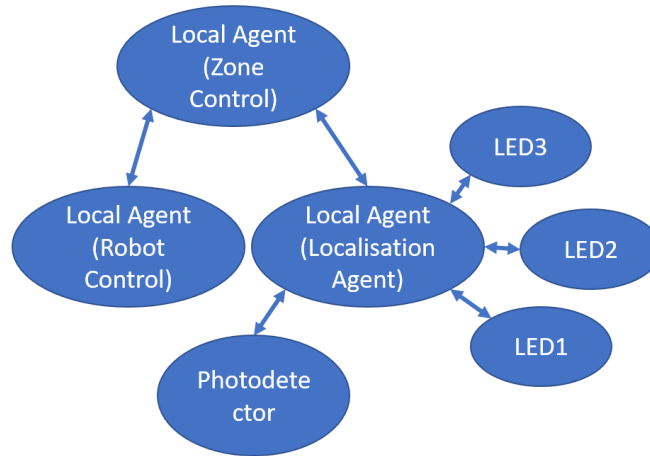 Local Agent
(Zone
Control)
LED3
Local Agent
(Robot
Control)
Local Agent
(Localisation
Agent)
LED2
LED1
Photodete
ctor